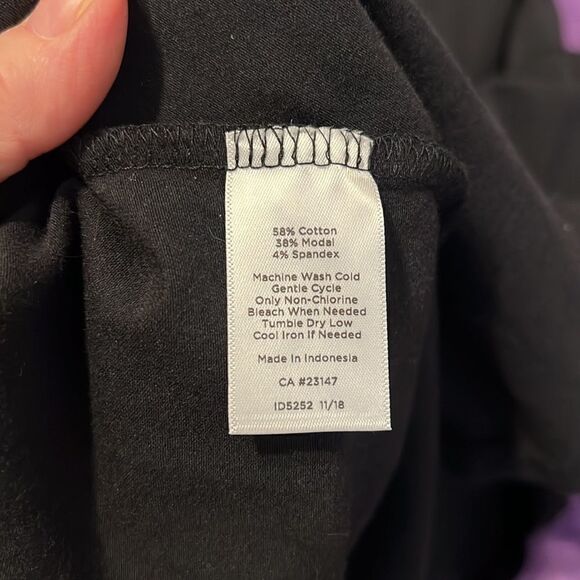 58% Cotton
38% Modal
4% Spandex
Machine Wash Cold
Gentle Cycle
Only Non-Chlorine
Bleach When Needed
Tumble Dry Low
Cool Iron If Needed
Made In Indonesia
CA #23147
ID5252 11/18